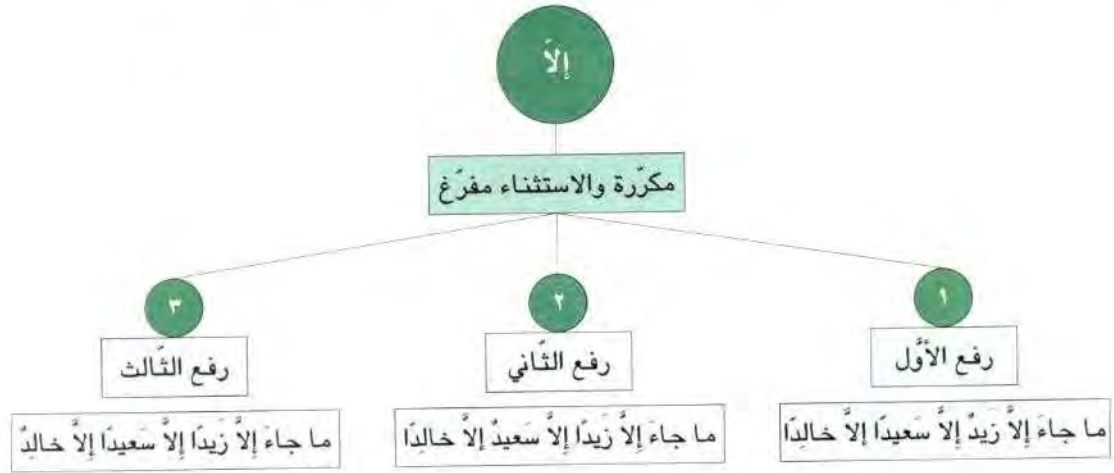 إلاَّ
مكرّرة والاستثناء مفرّغ
١
٢
٣
رفع الأوَّل
رفع الثّاني
رفع الثّالث
ما جاءَ إلاَّ زَيدٌ إلاَّ سَعيدًا إلاَّ خالِدًا
ما جاءَ إلاَّ زَيدًا إلاَّ سَعيدٌ إلاَّ خالِدًا
ما جاءَ إلاَّ زَيدًا إلاَّ سَعيدًا إلاَّ خالِدٌ